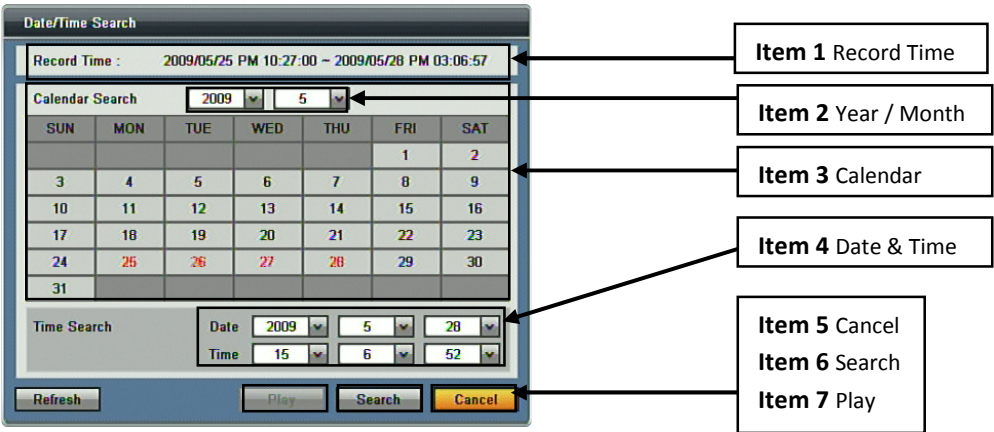 Date/Time Search
Record Time : 2009/05/25 PM 10:27:00 ~ 2009/05/28 PM 03:06:57
Item 1 Record Time
Calendar Search 2009 5
Item 2 Year / Month
SUN MON TUE WED THU FRI SAT
1 2
3 4 5 6 7 8 9
Item 3 Calendar
10 11 12 13 14 15 16
17 18 19 20 21 22 23
24 25 26 27 28 29 30
31
Item 4 Date & Time
Time Search Date 2009 5 28
Time 15 6 52
Refresh Play Search Cancel
Item 5 Cancel
Item 6 Search
Item 7 Play